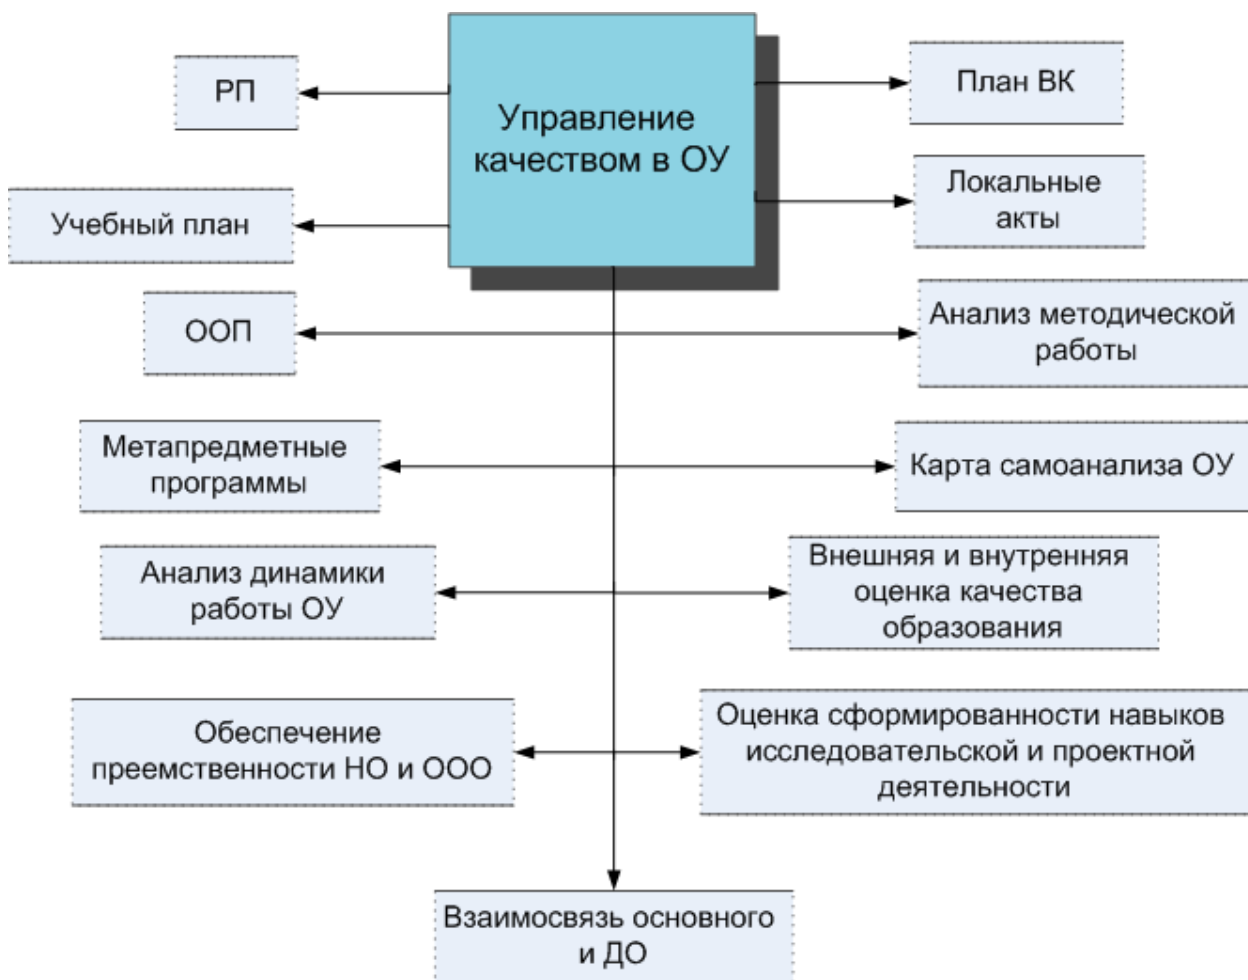 Управление
качеством в ОУ
РП
План ВК
Учебный план
Локальные
акты
ООП
Анализ методической
работы
Метапредметные
программы
Карта самоанализа ОУ
Анализ динамики
работы ОУ
Внешняя и внутренняя
оценка качества
образования
Обеспечение
преемственности НО и ООО
Оценка сформированности навыков
исследовательской и проектной
деятельности
Взаимосвязь основного
и ДО